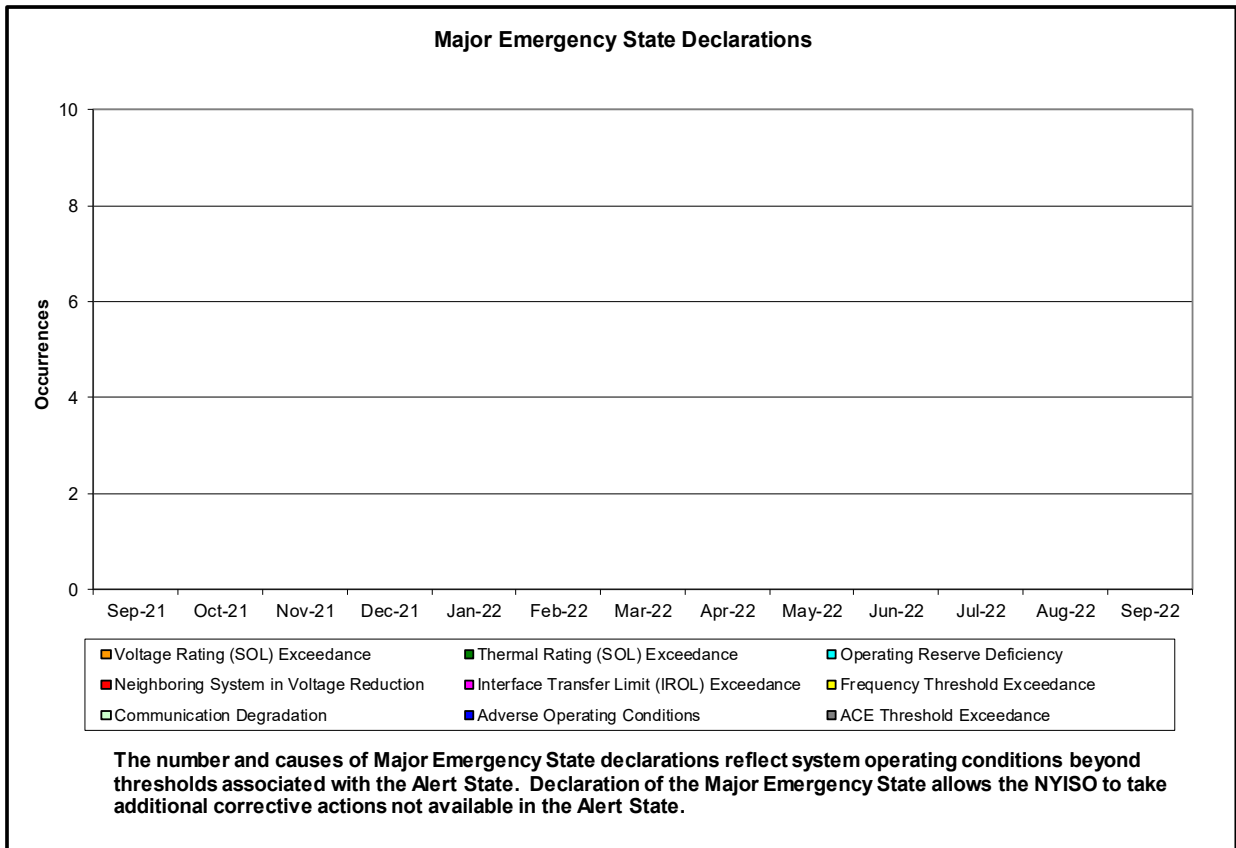 Major Emergency State Declarations
10
8
6
4
2
0
Occurrences
Sep-21 Oct-21 Nov-21 Dec-21 Jan-22 Feb-22 Mar-22 Apr-22 May-22 Jun-22 Jul-22 Aug-22 Sep-22
Voltage Rating (SOL) Exceedance Thermal Rating (SOL) Exceedance Operating Reserve Deficiency
Neighboring System in Voltage Reduction Interface Transfer Limit (IROL) Exceedance Frequency Threshold Exceedance
Communication Degradation Adverse Operating Conditions ACE Threshold Exceedance
The number and causes of Major Emergency State declarations reflect system operating conditions beyond
thresholds associated with the Alert State. Declaration of the Major Emergency State allows the NYISO to take
additional corrective actions not available in the Alert State.